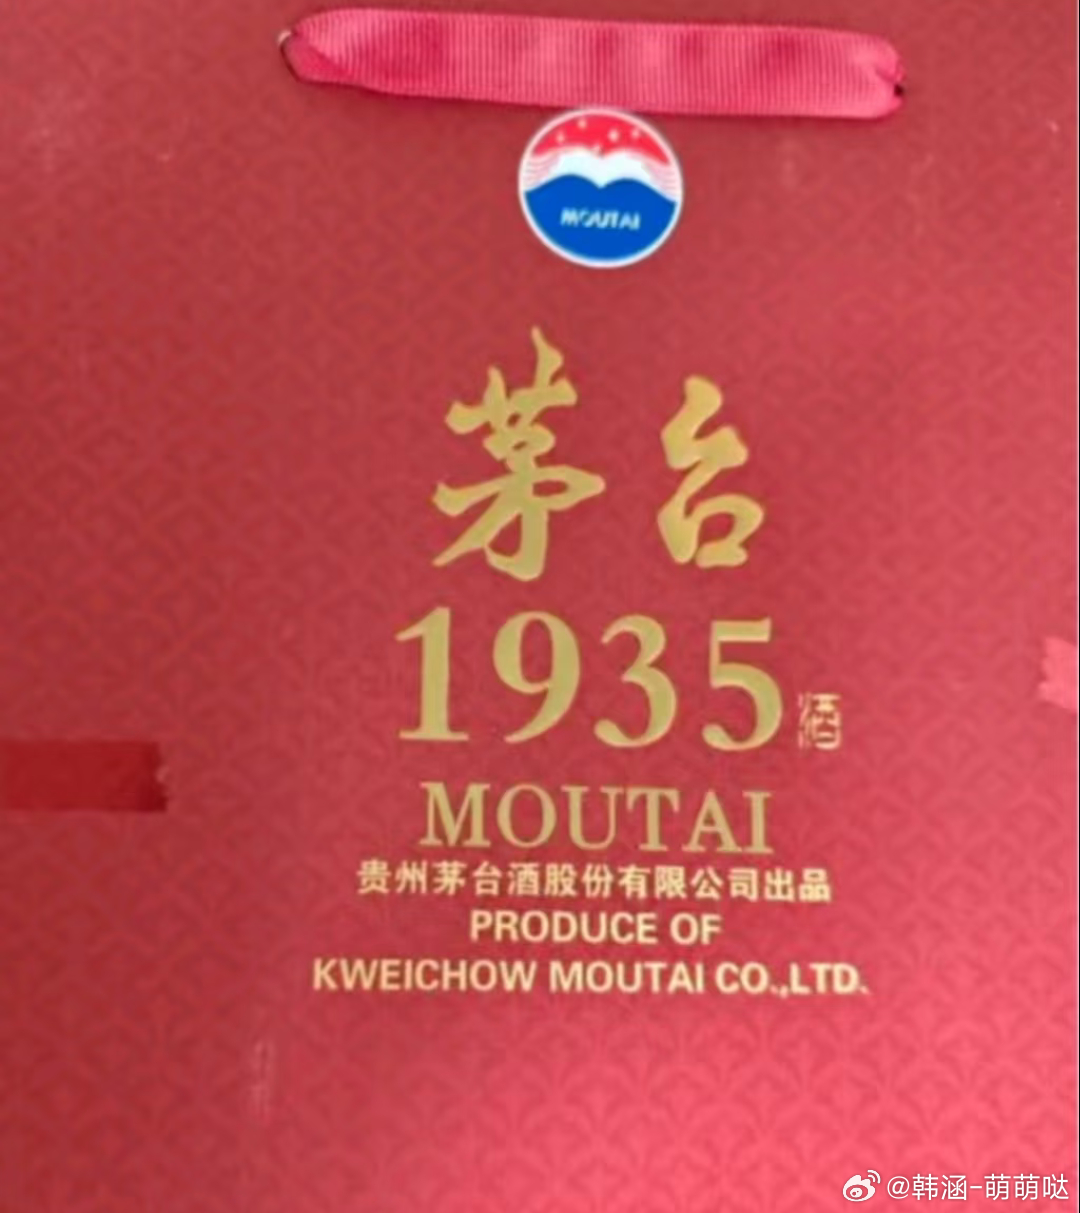 MOUTAI
茅台
1935酒
MOUTAI
贵州茅台酒股份有限公司出品
PRODUCE OF
KWEICHOW MOUTAI CO.,LTD.
@韩涵-萌萌哒